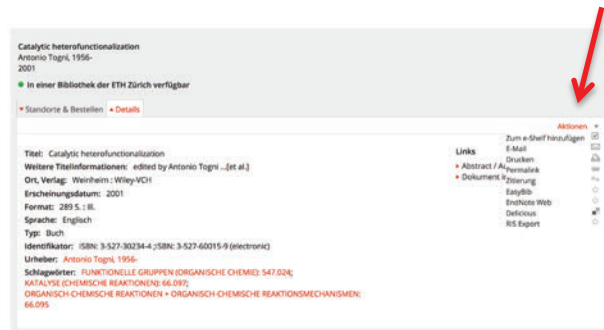 Catalytic heterofunctionalization
Antonio Togni, 1956-
2001
In einer Bibliothek der ETH Zürich verfügbar
Standorte & Bestellen
Details
Aktionen
Titel: Catalytic heterofunctionalization
Weitere Titelinformationen: edited by Antonio Togni ...[et al.]
Ort, Verlag: Weinheim : Wiley-VCH
Erscheinungsdatum: 2001
Format: 289 S. : Ill.
Sprache: Englisch
Typ: Buch
Identifikator: ISBN: 3-527-30234-4 ;ISBN: 3-527-60015-9 (electronic)
Urheber: Antonio Togni, 1956-
Schlagwörter: FUNKTIONELLE GRUPPEN (ORGANISCHE CHEMIE): 547.024;
KATALYSE (CHEMISCHE REAKTIONEN): 66.097;
ORGANISCH-CHEMISCHE REAKTIONEN + ORGANISCH-CHEMISCHE REAKTIONSMECHANISMEN:
66.095
Links
Abstract /
Dokument
Zum e-Shelf hinzufügen
E-Mail
Drucken
Permalink
Zitierung
EasyBib
EndNote Web
Delicious
RIS Export